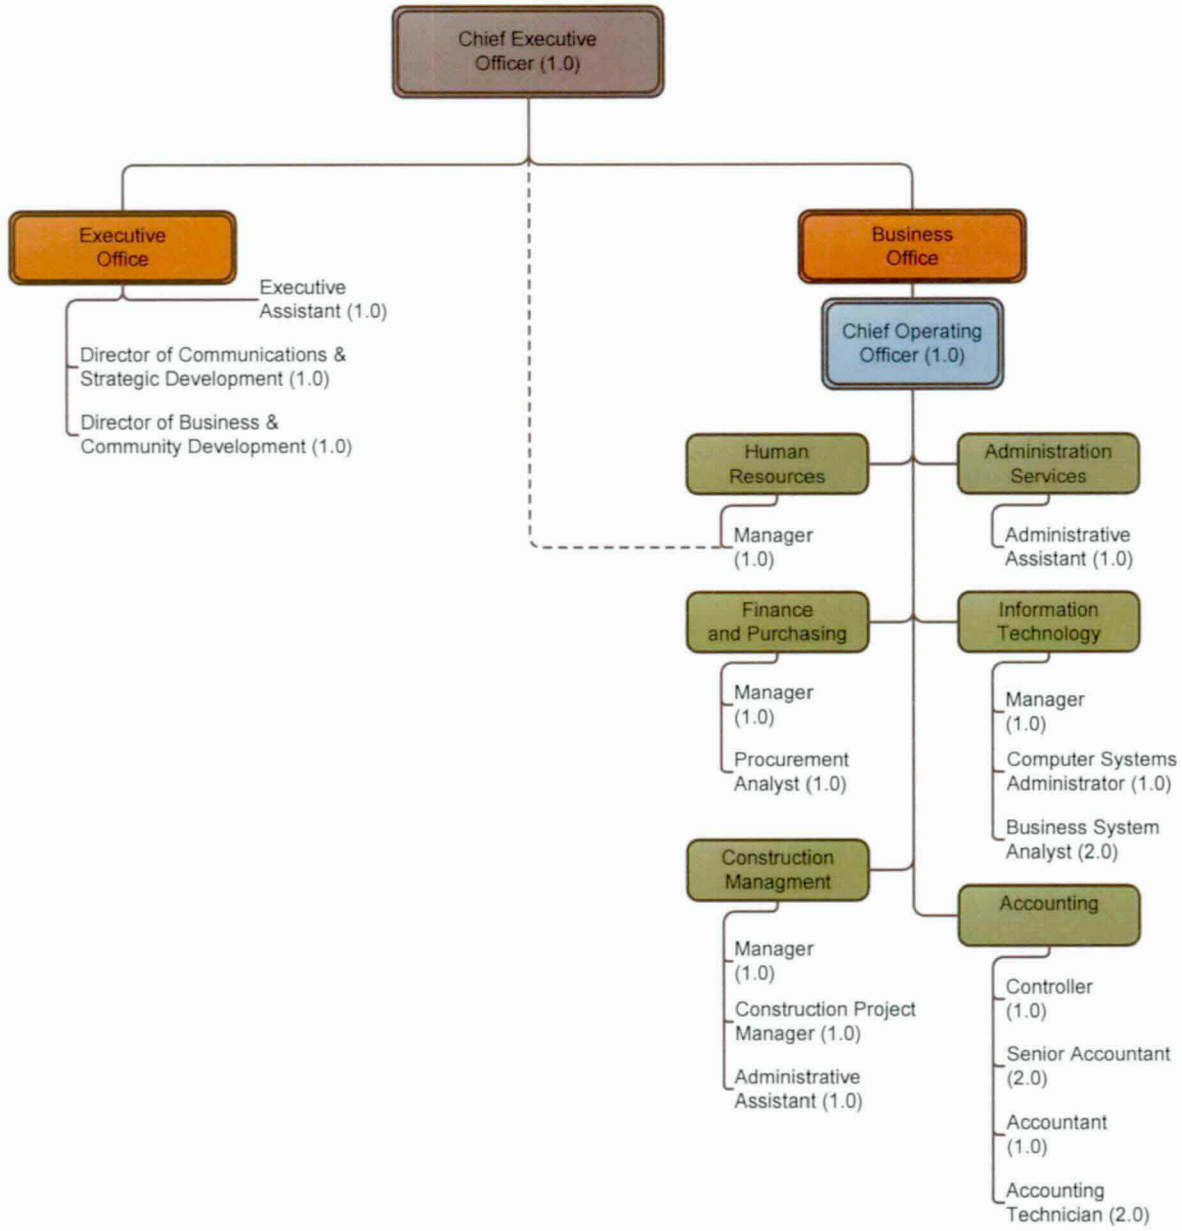 Chief Executive
Officer (1.0)
Executive
Office
Executive
Assistant (1.0)
Director of Communications &
Strategic Development (1.0)
Director of Business &
Community Development (1.0)
Business
Office
Chief Operating
Officer (1.0)
Human
Resources
Manager
(1.0)
Administration
Services
Administrative
Assistant (1.0)
Finance
and Purchasing
Manager
(1.0)
Procurement
Analyst (1.0)
Information
Technology
Manager
(1.0)
Computer Systems
Administrator (1.0)
Business System
Analyst (2.0)
Construction
Managment
Manager
(1.0)
Construction Project
Manager (1.0)
Administrative
Assistant (1.0)
Accounting
Controller
(1.0)
Senior Accountant
(2.0)
Accountant
(1.0)
Accounting
Technician (2.0)